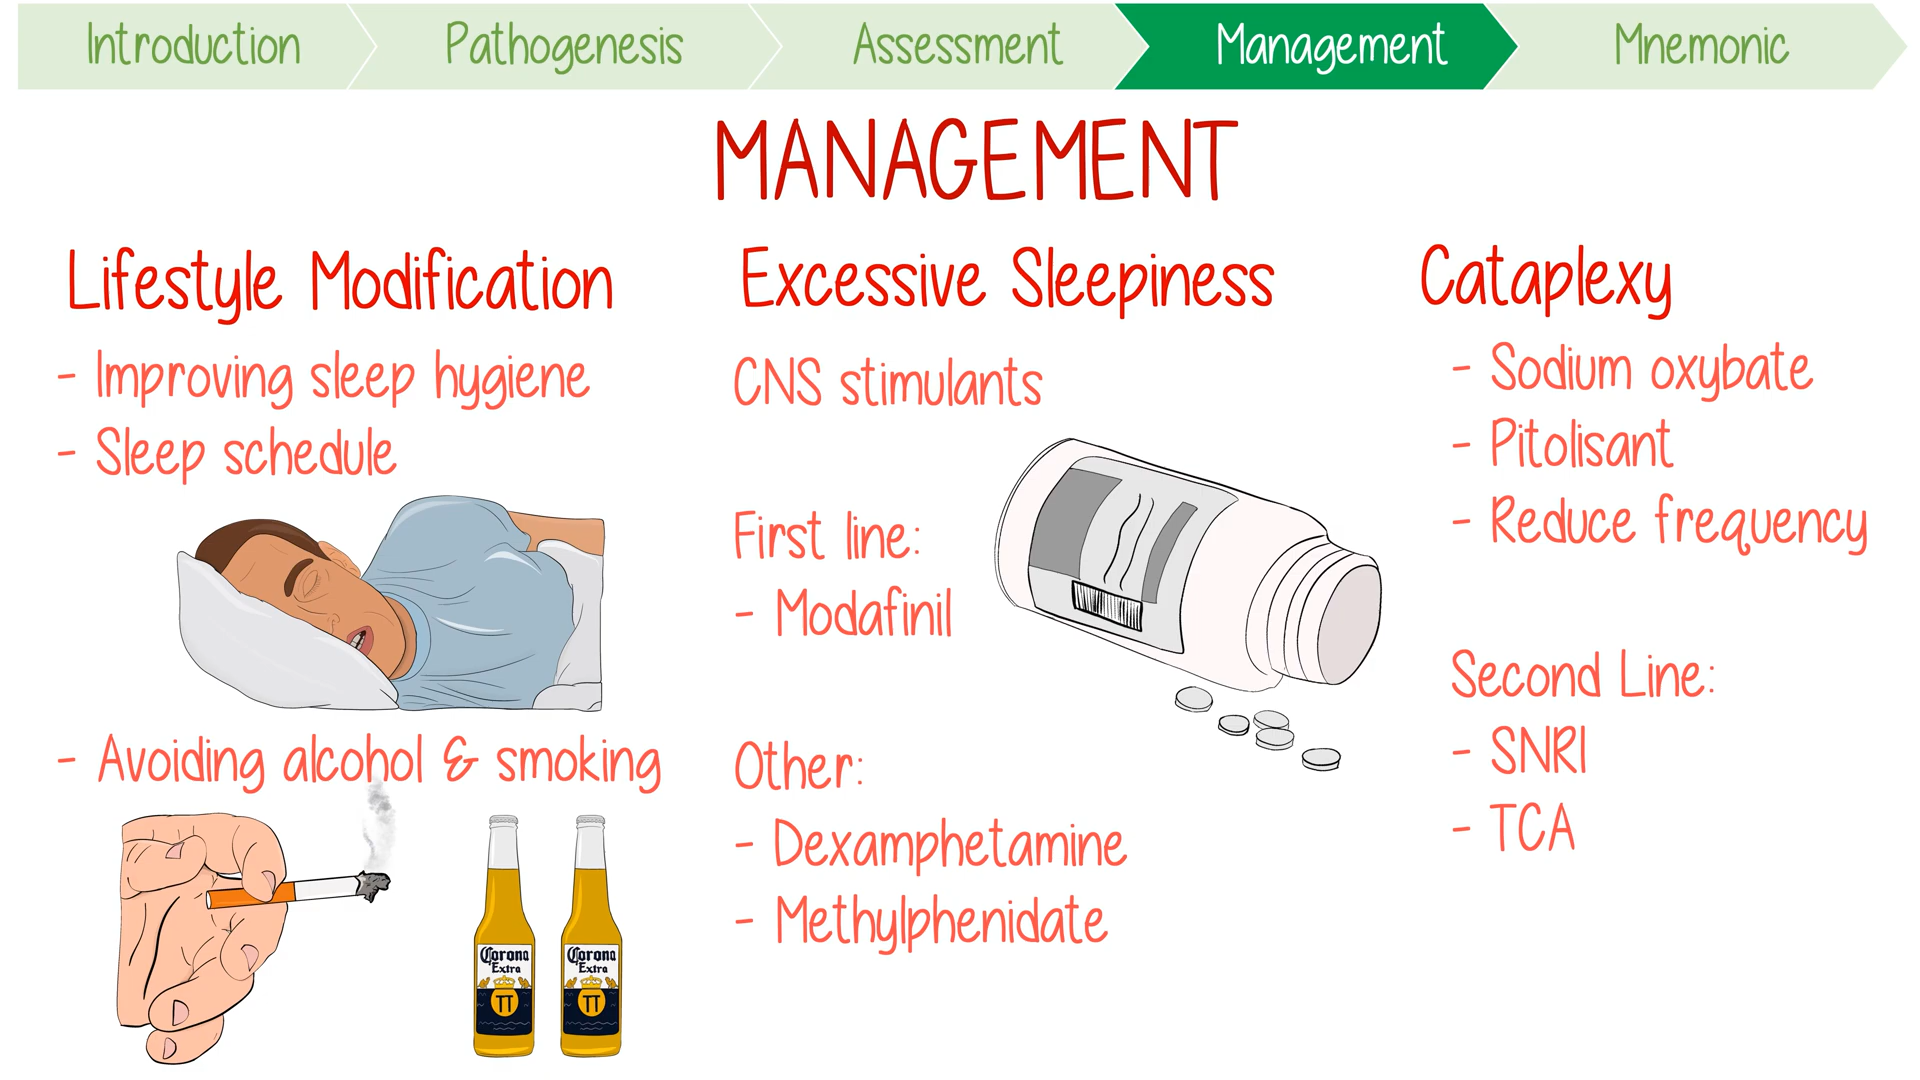 Introduction
Pathogenesis
Assessment
Management
Mnemonic
MANAGEMENT
Lifestyle Modification
- Improving sleep hygiene
- Sleep schedule
- Avoiding alcohol & smoking
Corona
Extra
TT
Corona
Extra
TT
Excessive Sleepiness
CNS stimulants
First line:
- Modafinil
Other:
- Dexamphetamine
- Methylphenidate
Cataplexy
- Sodium oxybate
- Pitolisant
- Reduce frequency
Second Line:
- SNRI
- TCA